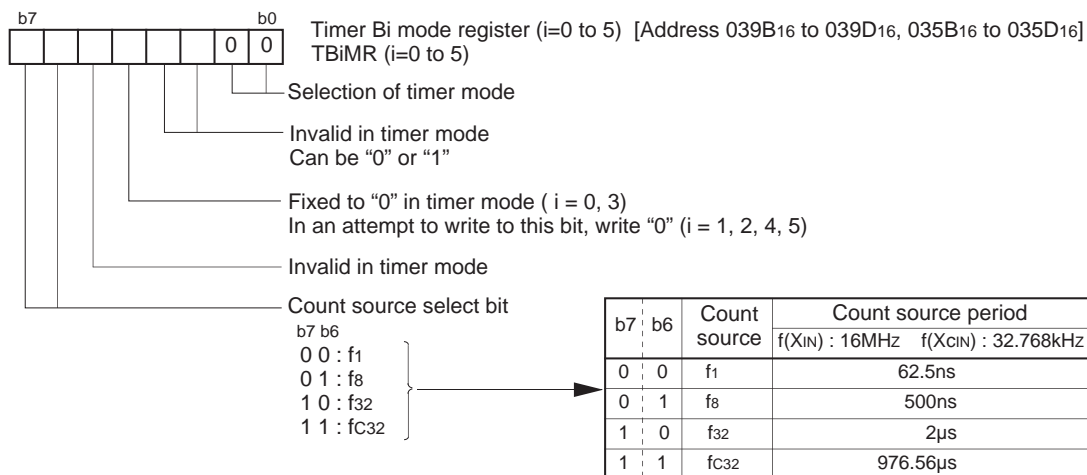 b7 b0
0 0
Timer Bi mode register (i=0 to 5) [Address 039B16 to 039D16, 035B16 to 035D16]
TBiMR (i=0 to 5)
Selection of timer mode
Invalid in timer mode
Can be “0” or “1”
Fixed to “0” in timer mode ( i = 0, 3)
In an attempt to write to this bit, write “0” (i = 1, 2, 4, 5)
Invalid in timer mode
Count source select bit
b7 b6
0 0 : f1
0 1 : f8
1 0 : f32
1 1 : fC32
b7 b6 Count source Count source period
f(XIN) : 16MHZ f(XCIN) : 32.768kHZ
0 0 f1 62.5ns
0 1 f8 500ns
1 0 f32 2µs
1 1 fC32 976.56µs